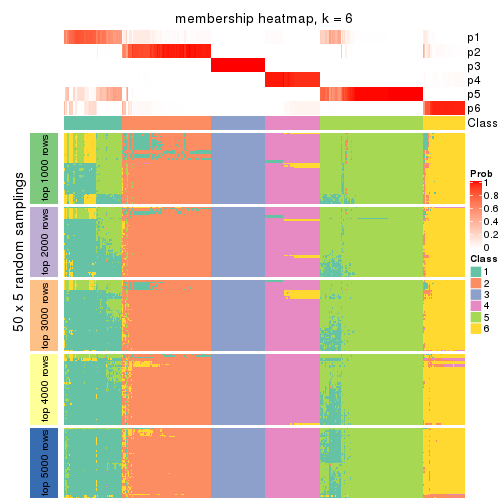 membership heatmap, k = 6
p1
p2
p3
p4
p5
p6
Class
50 x 5 random samplings
top 1000 rows
top 2000 rows
top 3000 rows
top 4000 rows
top 5000 rows
Prob
1
0.8
0.6
0.4
0.2
0
Class
1
2
3
4
5
6